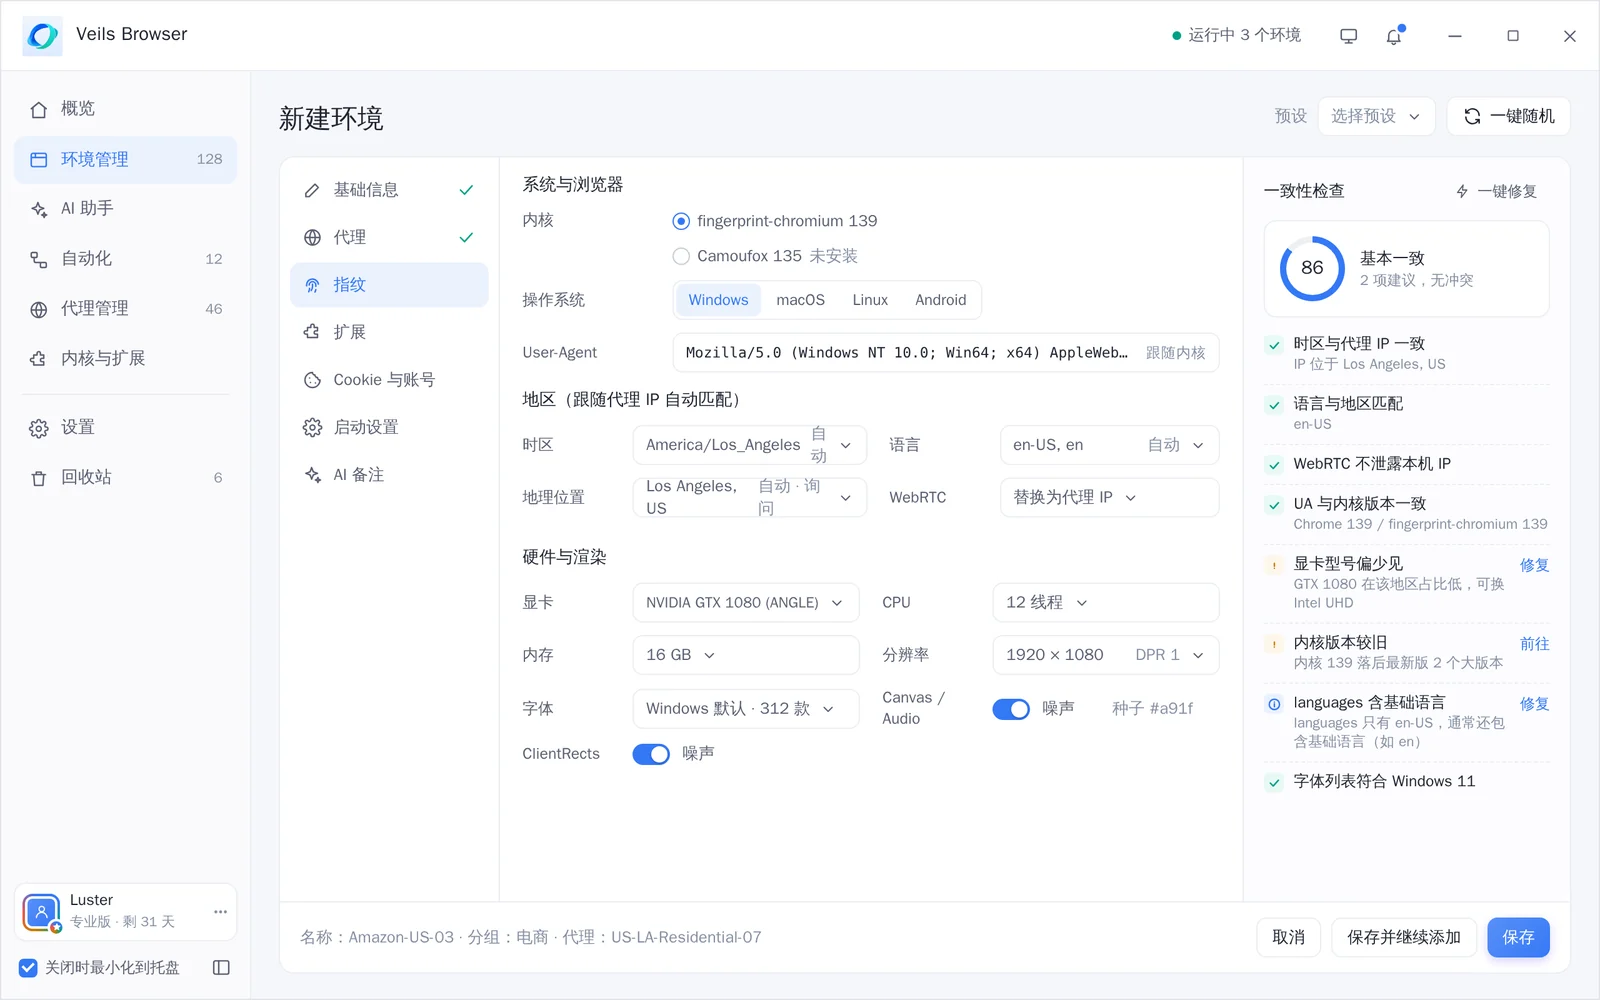 Veils Browser
运行中 3 个环境
概览
环境管理 128
AI 助手
自动化 12
代理管理 46
内核与扩展
设置
回收站 6
Luster
专业版 · 剩 31 天
关闭时最小化到托盘
新建环境
预设 选择预设 一键随机
基础信息
代理
指纹
扩展
Cookie 与账号
启动设置
AI 备注
系统与浏览器
内核 fingerprint-chromium 139
Camoufox 135 未安装
操作系统 Windows macOS Linux Android
User-Agent Mozilla/5.0 (Windows NT 10.0; Win64; x64) AppleWeb… 跟随内核
地区（跟随代理 IP 自动匹配）
时区 America/Los_Angeles 自动 语言 en-US, en 自动
地理位置 Los Angeles, US 自动 · 询问 WebRTC 替换为代理 IP
硬件与渲染
显卡 NVIDIA GTX 1080 (ANGLE) CPU 12 线程
内存 16 GB 分辨率 1920 × 1080 DPR 1
字体 Windows 默认 · 312 款 Canvas / Audio 噪声 种子 #a91f
ClientRects 噪声
一致性检查 一键修复
86
基本一致
2 项建议，无冲突
时区与代理 IP 一致
IP 位于 Los Angeles, US
语言与地区匹配
en-US
WebRTC 不泄露本机 IP
UA 与内核版本一致
Chrome 139 / fingerprint-chromium 139
显卡型号偏少见 修复
GTX 1080 在该地区占比低，可换
Intel UHD
内核版本较旧 前往
内核 139 落后最新版 2 个大版本
languages 含基础语言 修复
languages 只有 en-US，通常还包
含基础语言（如 en）
字体列表符合 Windows 11
名称：Amazon-US-03 · 分组：电商 · 代理：US-LA-Residential-07
取消 保存并继续添加 保存